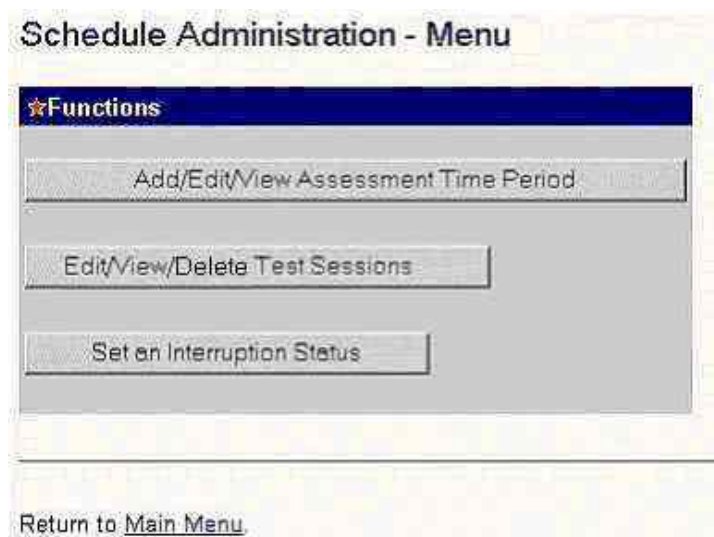 Schedule Administration - Menu
Functions
Add/Edit/View Assessment Time Period
Edit/View/Delete Test Sessions
Set an Interruption Status
Return to Main Menu.